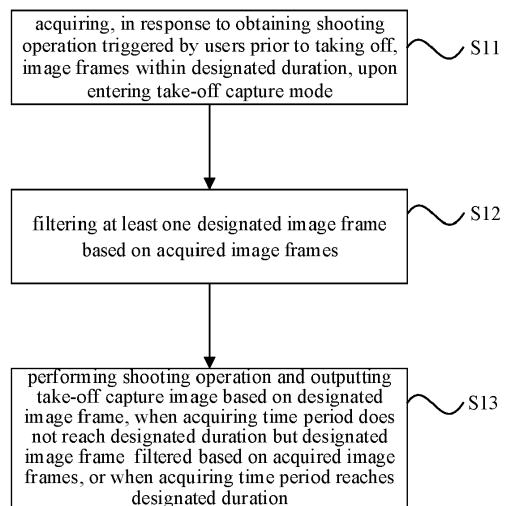 acquiring, in response to obtaining shooting
operation triggered by users prior to taking off,
image frames within designated duration, upon
entering take-off capture mode
S11
filtering at least one designated image frame
based on acquired image frames
S12
performing shooting operation and outputting
take-off capture image based on designated
image frame, when acquiring time period does
not reach designated duration but designated
image frame filtered based on acquired image
frames, or when acquiring time period reaches
designated duration
S13